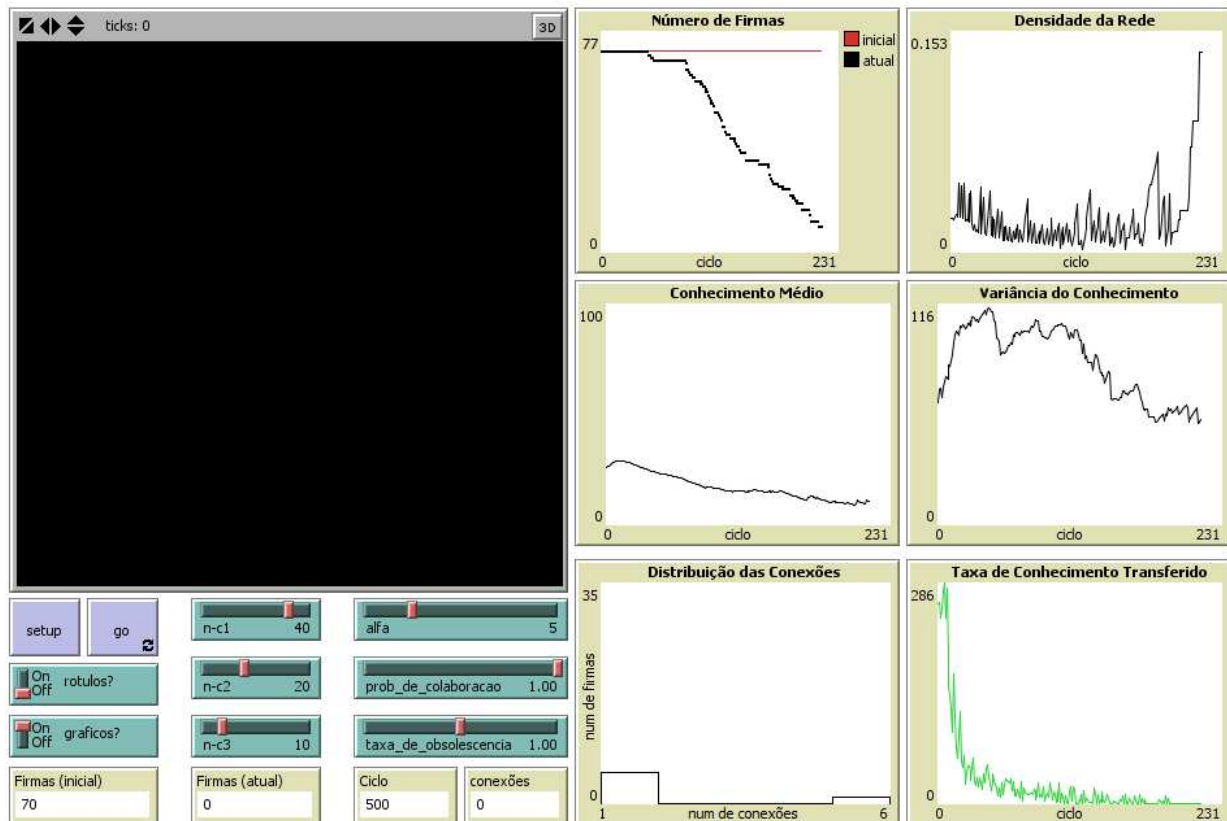 ticks: 0
3D
Número de Firmas
77
0
0
ciclo
231
inicial
atual
Densidade da Rede
0.153
0
0
ciclo
231
Conhecimento Médio
100
0
0
ciclo
231
Variância do Conhecimento
116
0
0
ciclo
231
Distribuição das Conexões
35
num de firmas
0
1
num de conexões
6
Taxa de Conhecimento Transferido
286
0
0
ciclo
231
setup
go
n-c1 40
alfa 5
On
Off
rotulos?
n-c2 20
prob_de_colaboracao 1.00
On
Off
graficos?
n-c3 10
taxa_de_obsolescencia 1.00
Firmas (inicial)
70
Firmas (atual)
0
Ciclo
500
conexões
0